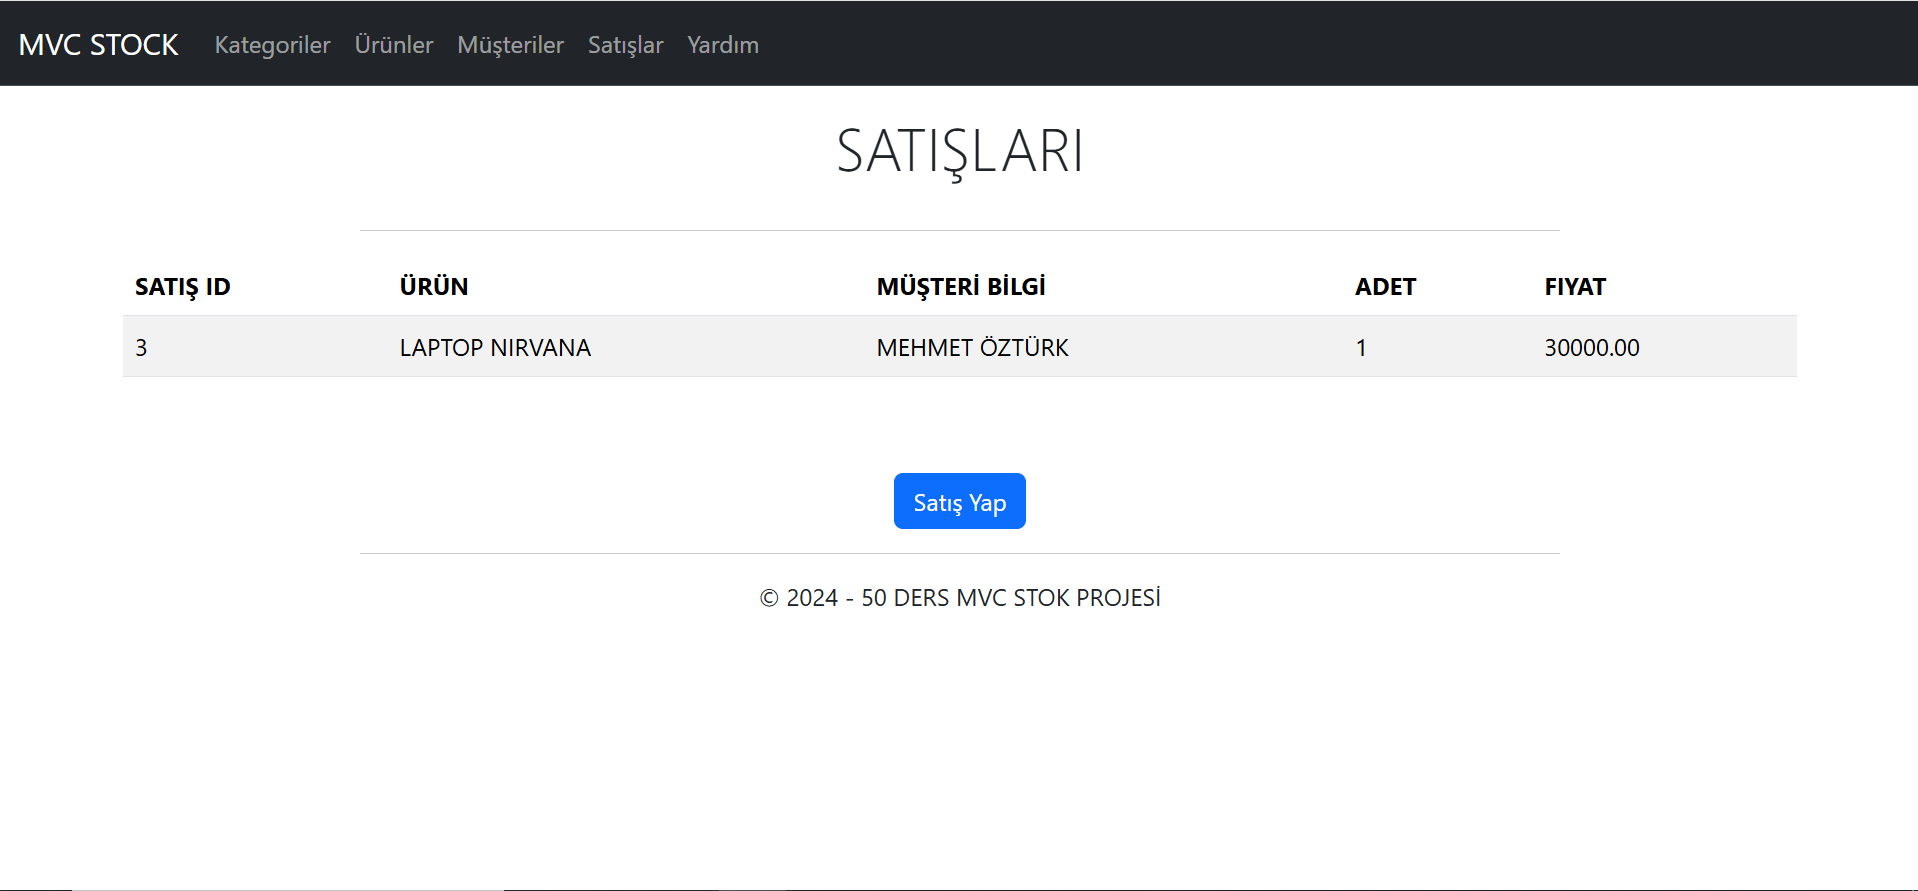 MVC STOCK Kategoriler Ürünler Müşteriler Satışlar Yardım
SATIŞLARI
SATIŞ ID ÜRÜN MÜŞTERİ BİLGİ ADET FIYAT
3 LAPTOP NIRVANA MEHMET ÖZTÜRK 1 30000.00
Satış Yap
© 2024 - 50 DERS MVC STOK PROJESİ